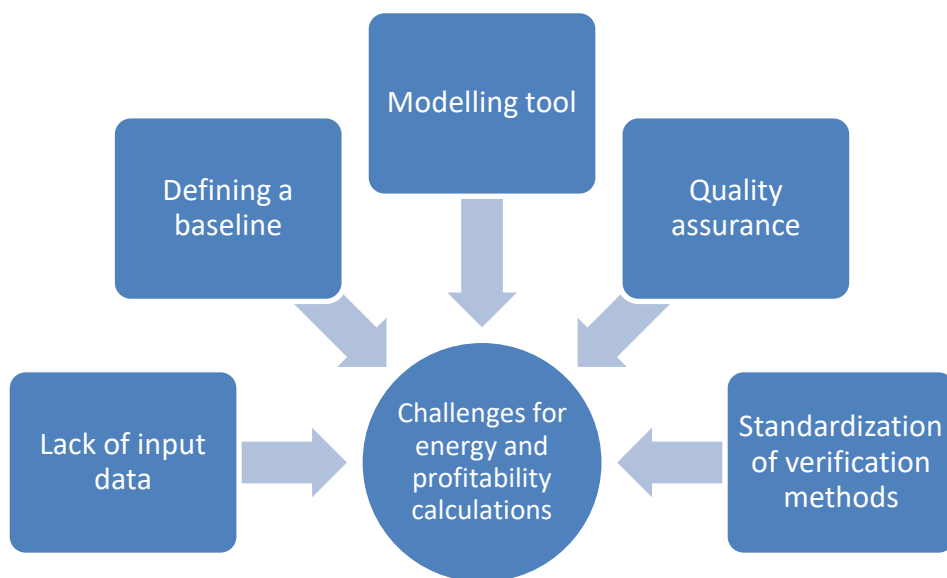 Modelling tool
Defining a
baseline
Quality
assurance
Lack of input
data
Challenges for
energy and
profitability
calculations
Standardization
of verification
methods